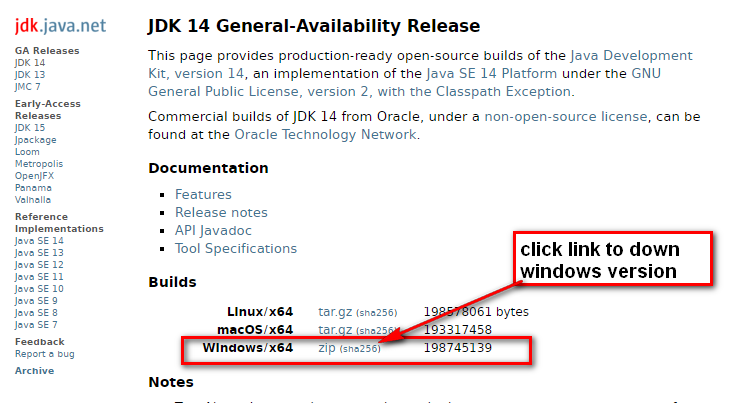 jdk.java.net
GA Releases
JDK 14
JDK 13
JMC 7
Early-Access
Releases
JDK 15
Jpackage
Loom
Metropolis
OpenJFX
Panama
Valhalla
Reference
Implementations
Java SE 14
Java SE 13
Java SE 12
Java SE 11
Java SE 10
Java SE 9
Java SE 8
Java SE 7
Feedback
Report a bug
Archive
JDK 14 General-Availability Release
This page provides production-ready open-source builds of the Java Development
Kit, version 14, an implementation of the Java SE 14 Platform under the GNU
General Public License, version 2, with the Classpath Exception.
Commercial builds of JDK 14 from Oracle, under a non-open-source license, can be
found at the Oracle Technology Network.
Documentation
Features
Release notes
API Javadoc
Tool Specifications
click link to down
windows version
Builds
Linux/x64 tar.gz (sha256) 198578061 bytes
macOS/x64 tar.gz (sha256) 193317458
Windows/x64 zip (sha256) 198745139
Notes